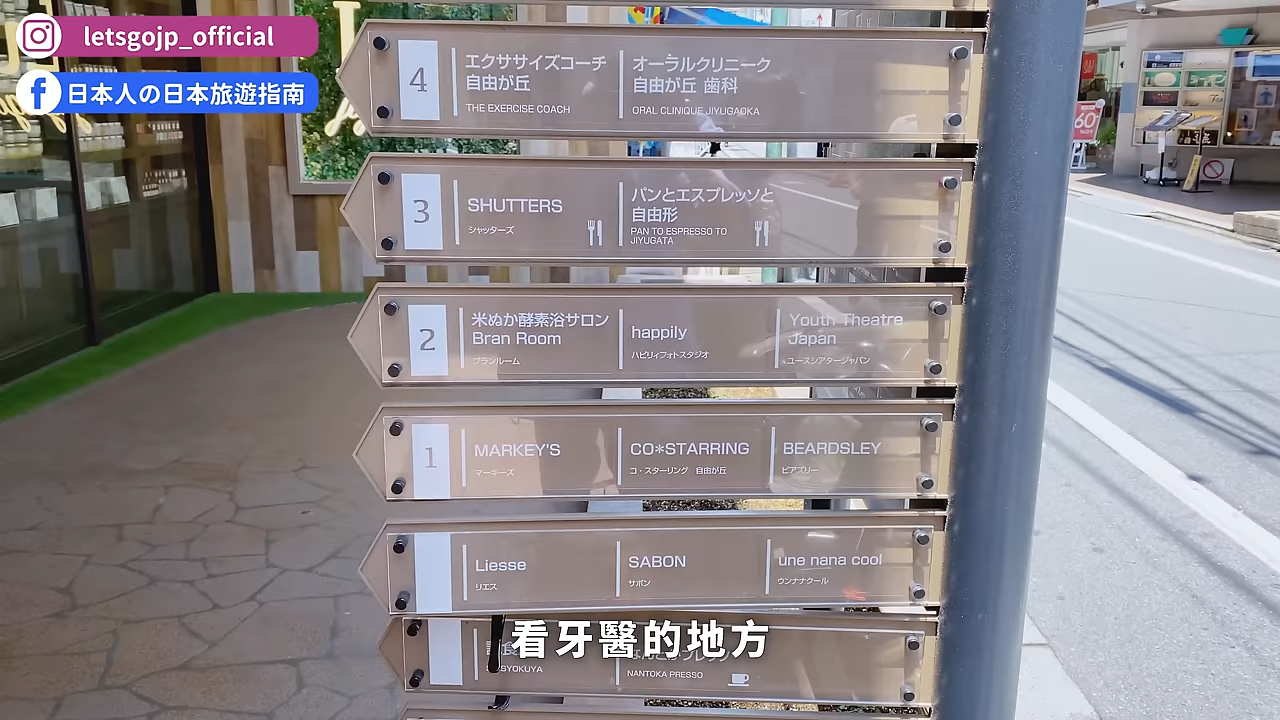 letsgojp_official
日本人の日本旅遊指南
4
エクササイズコーチ
自由が丘
THE EXERCISE COACH
オーラルクリニーク
自由が丘 歯科
ORAL CLINIQUE JIYUGAOKA
3
SHUTTERS
シャッターズ
パンとエスプレッソと
自由形
PAN TO ESPRESSO TO
JIYUGATA
2
米ぬか酵素浴サロン
Bran Room
ブランルーム
happily
ハピリィフォトスタジオ
Youth Theatre
Japan
ユースシアタージャパン
1
MARKEY'S
マーキーズ
CO*STARRING
コ・スターリング 自由が丘
BEARDSLEY
ビアズリー
Liesse
リエス
SABON
サボン
une nana cool
ウンナナクール
SYOKUYA
NANTOKA PRESSO
看牙醫的地方
60